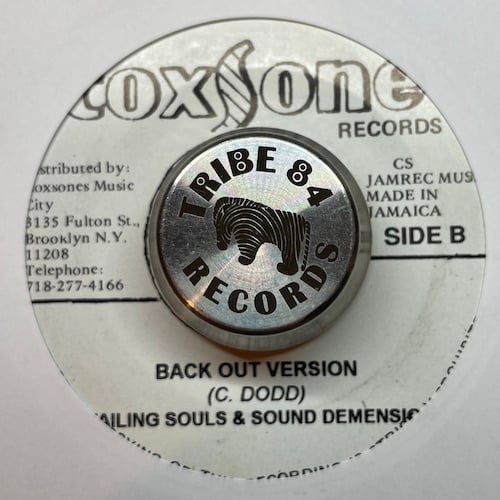 coxsone
RECORDS
istributed by:
oxsones Music
City
3135 Fulton St.,
Brooklyn N.Y.
11208
Telephone:
718-277-4166
CS
JAMREC MUS
MADE IN
JAMAICA
SIDE B
TRIBE 84
RECORDS
BACK OUT VERSION
(C. DODD)
AILING SOULS & SOUND DEMENSIO